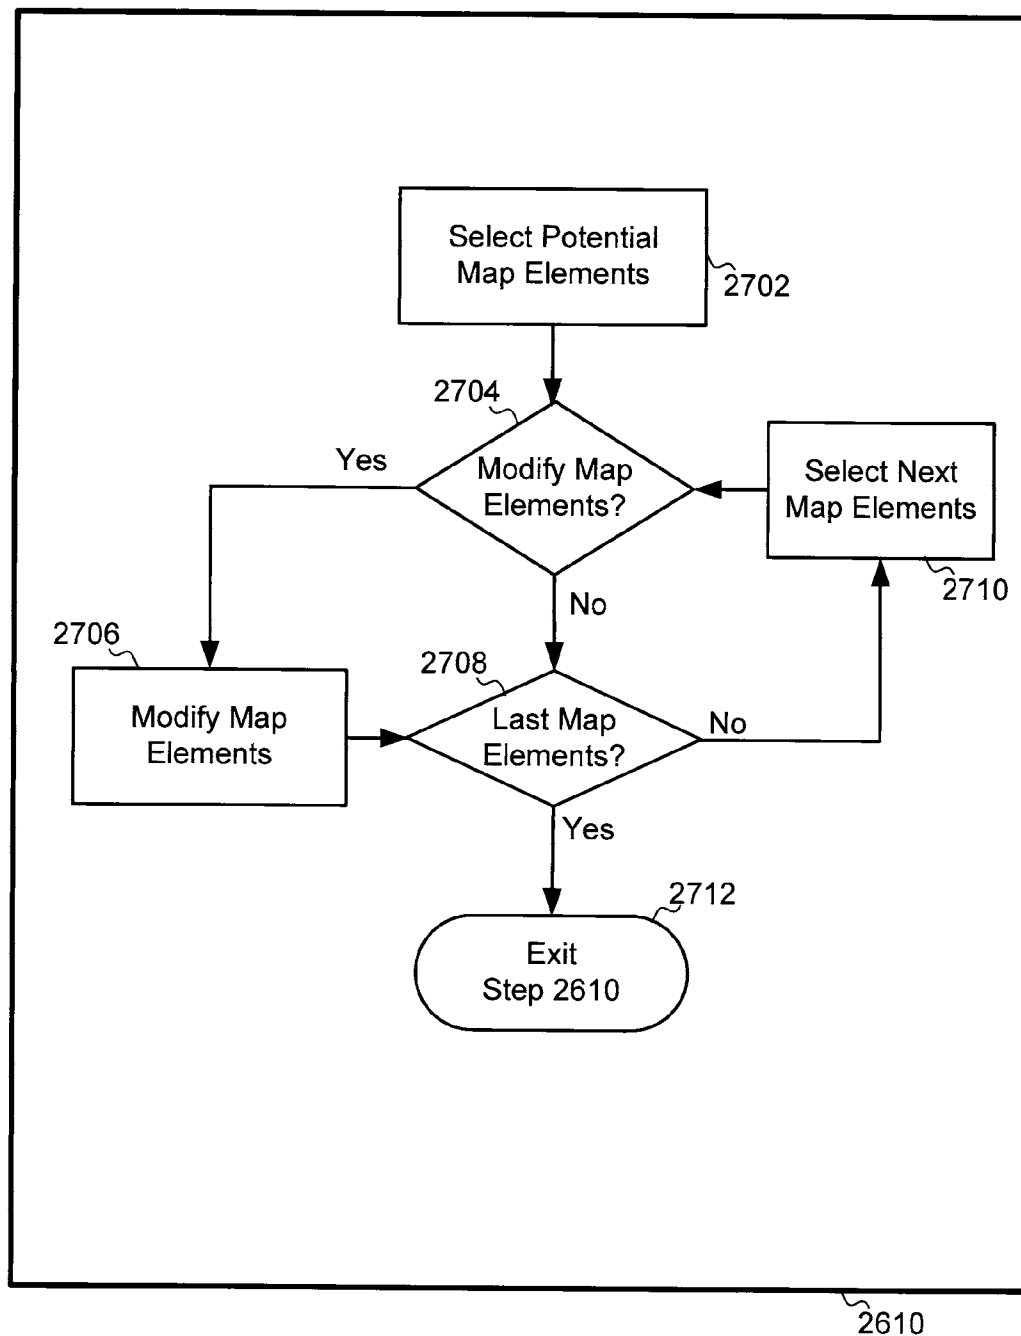 Select Potential
Map Elements
2702
2704
Yes
Modify Map
Elements?
Select Next
Map Elements
2710
No
2706
Modify Map
Elements
2708
Last Map
Elements?
No
Yes
2712
Exit
Step 2610
2610